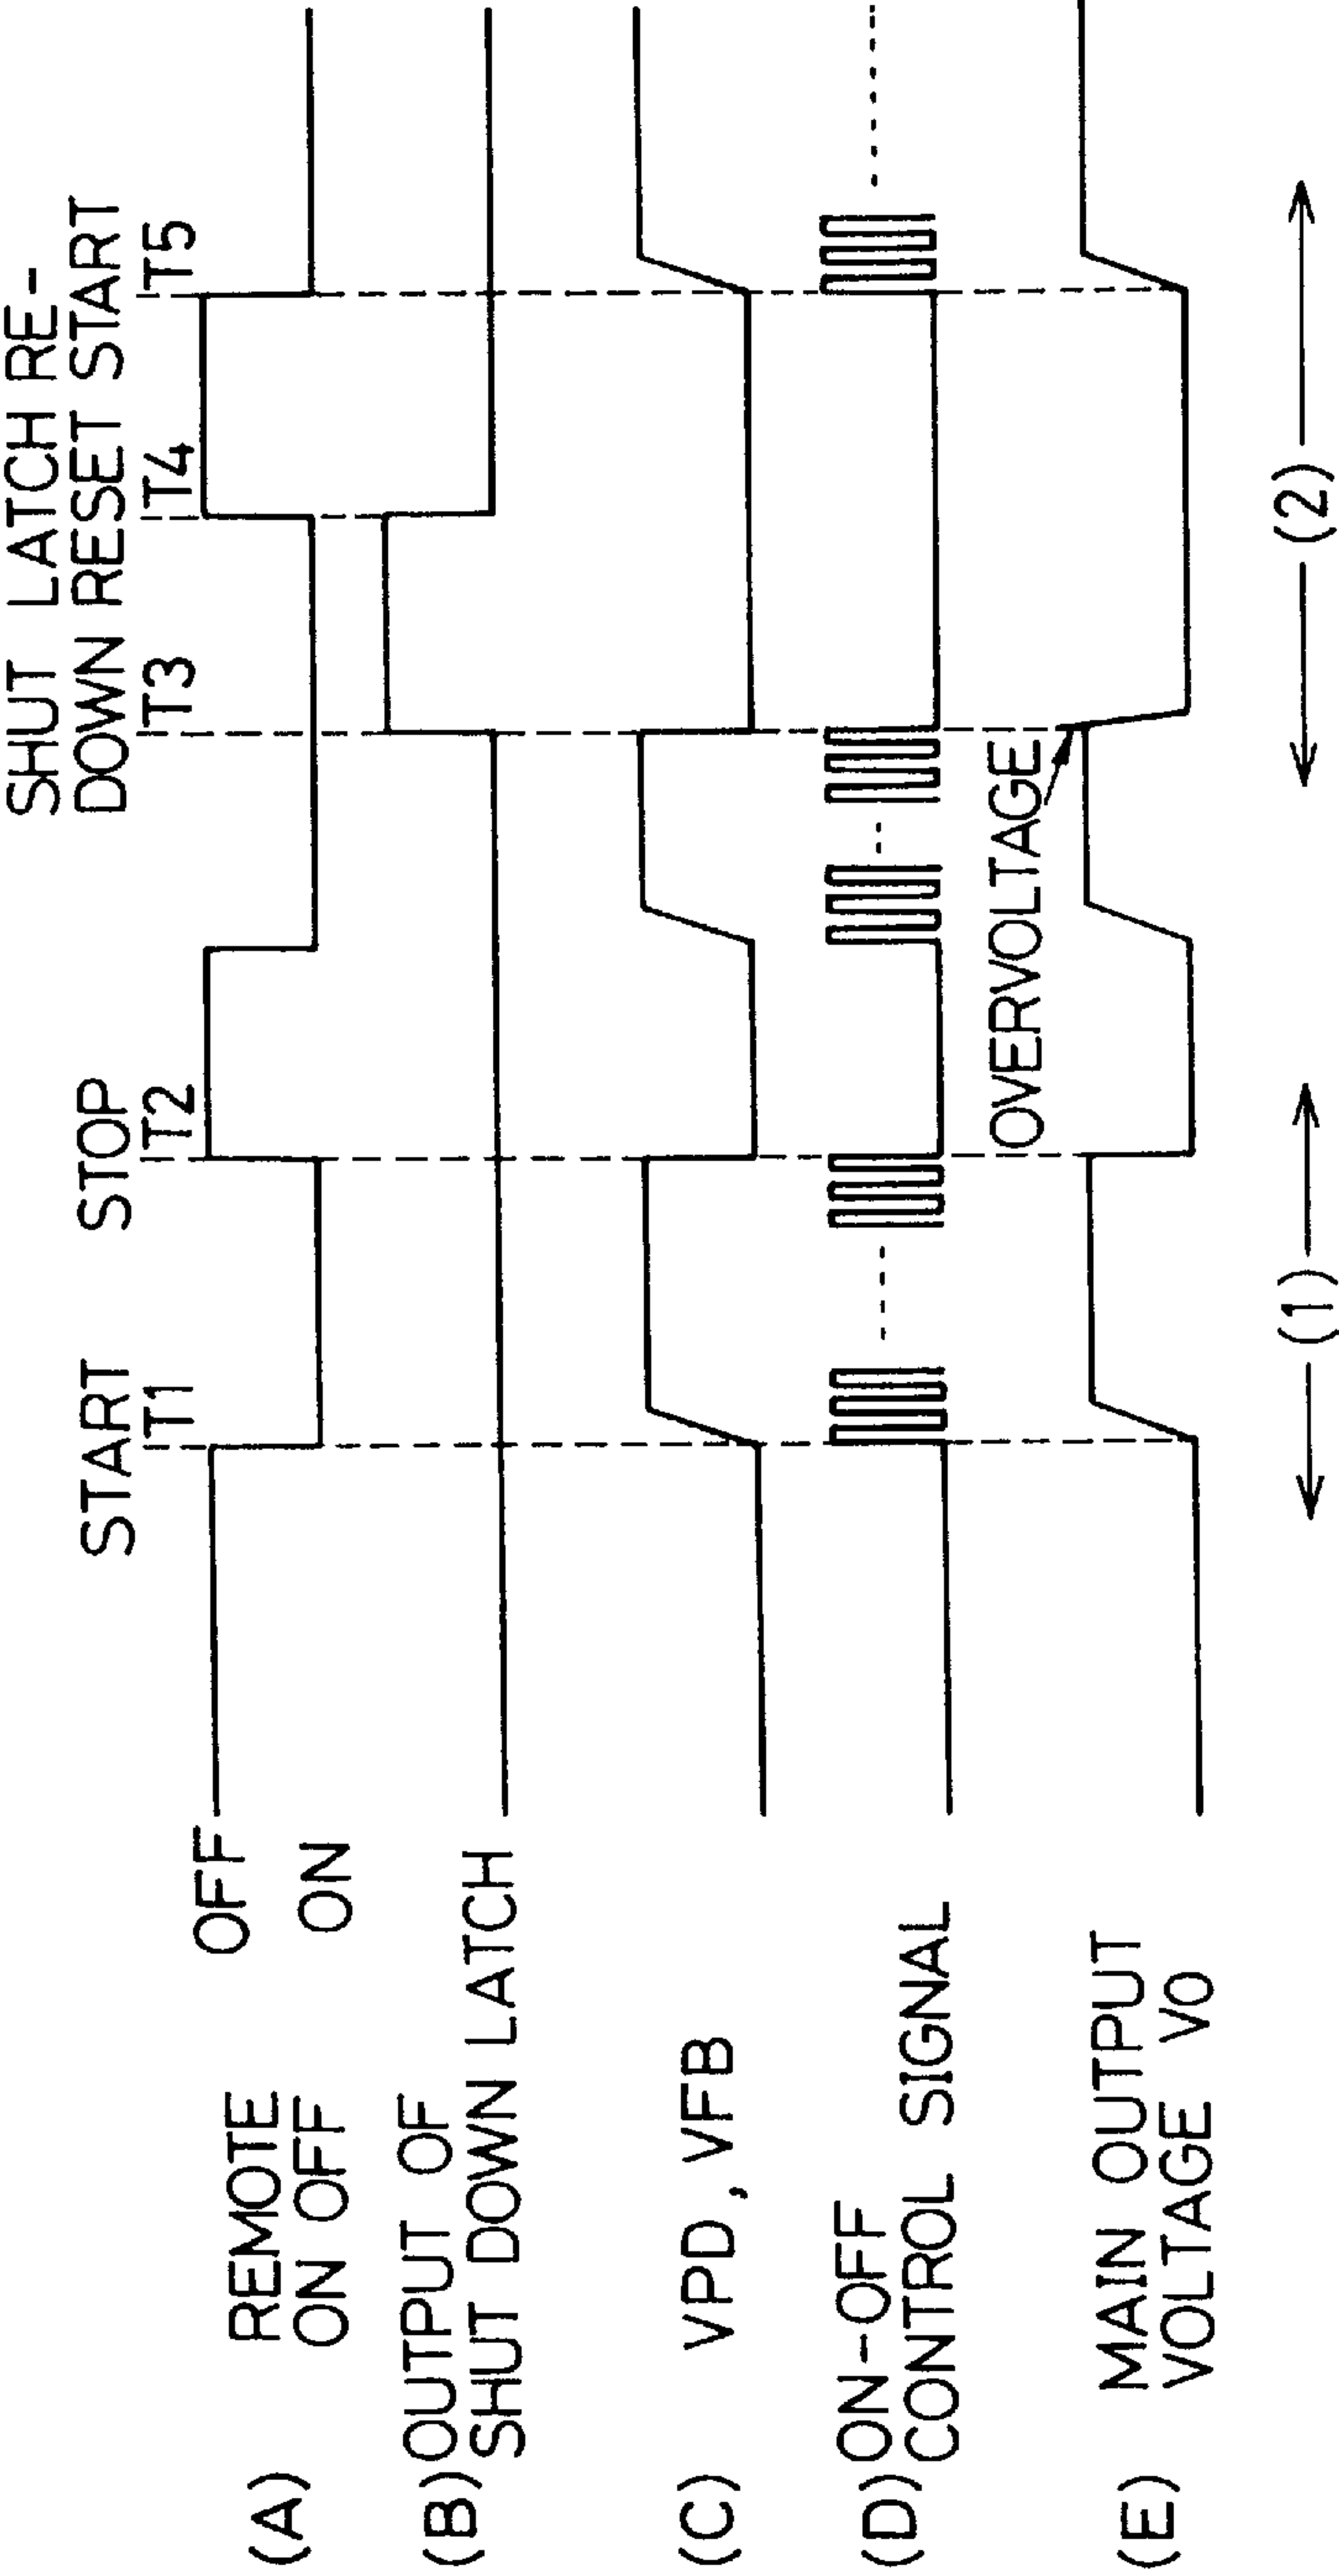 START
T1
STOP
T2
SHUT LATCH RE-
DOWN RESET START
T3
T4
T5
(A) REMOTE
ON OFF
OFF
ON
(B) OUTPUT OF
SHUT DOWN LATCH
(C) VPD, VFB
(D) ON-OFF
CONTROL SIGNAL
OVERVOLTAGE
(E) MAIN OUTPUT
VOLTAGE VO
(1)
(2)